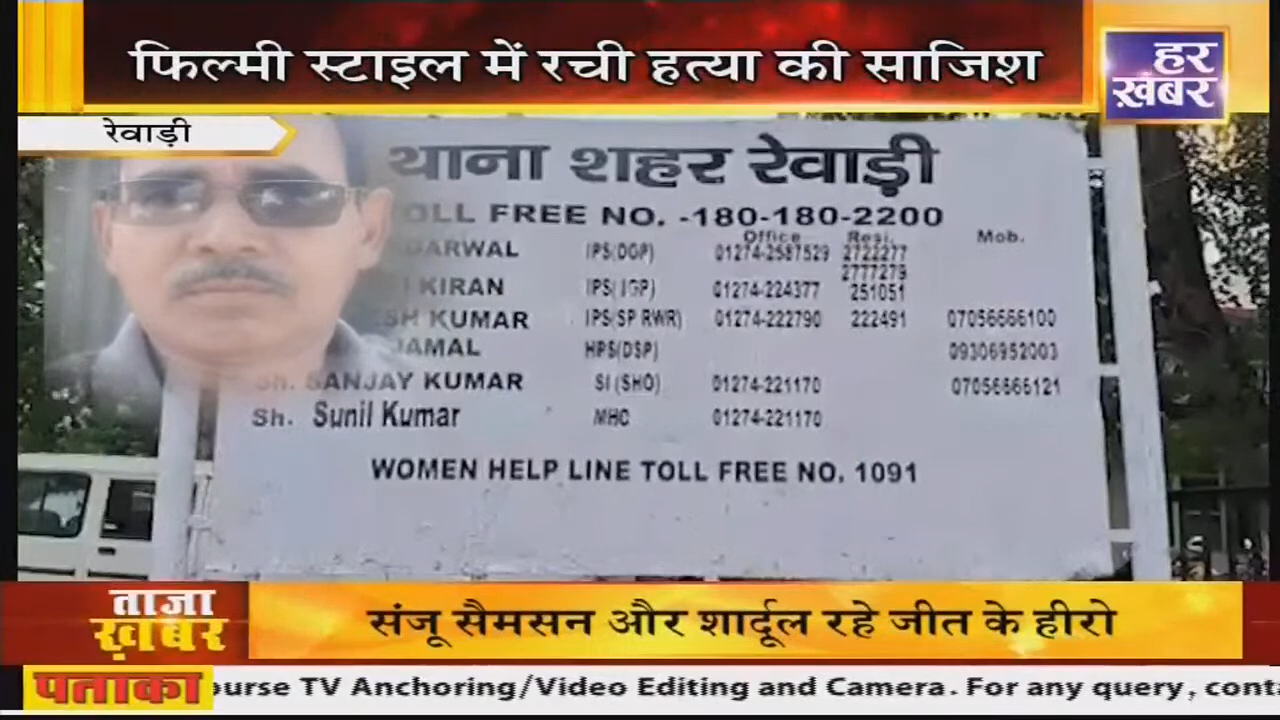 फिल्मी स्टाइल में रची हत्या की साजिश
हर
ख़बर
रेवाड़ी
थाना शहर रेवाड़ी
OLL FREE NO. -180-180-2200
Office Resi. Mob.
GARWAL IPS(DGP) 01274-2587529 2722277
2777279
KIRAN IPS(IGP) 01274-224377 251051
SH KUMAR IPS(SP RWR) 01274-222790 222491 07056666100
JAMAL HPS(DSP) 09306952003
Sh. SANJAY KUMAR SI(SHO) 01274-221170 07056666121
Sh. Sunil Kumar MHC 01274-221170
WOMEN HELP LINE TOLL FREE NO. 1091
ताजा
ख़बर
संजू सैमसन और शार्दूल रहे जीत के हीरो
पताका
ourse TV Anchoring/Video Editing and Camera. For any query, conta